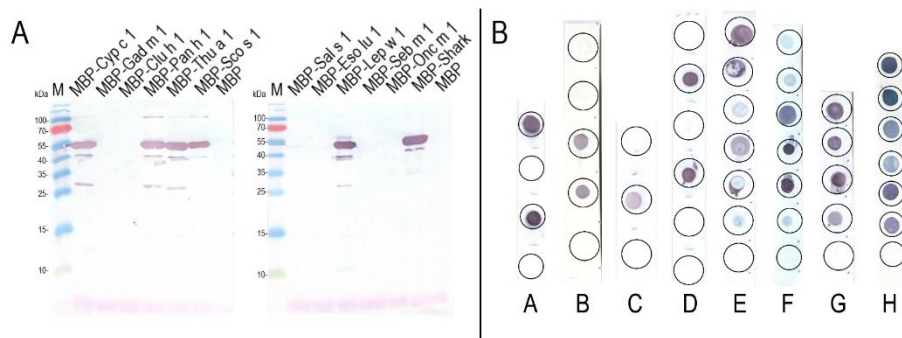 A
B
M
MBP-Cyp c 1
MBP-Gad m 1
MBP-Clu h 1
MBP-Pan h 1
MBP-Thu a 1
MBP-Sco s 1
MBP
kDa
100-
70-
55-
40-
35-
25-
15-
10-
M
MBP-Sal s 1
MBP-Eso lu 1
MBP-Lep w 1
MBP-Seb m 1
MBP-Onc m 1
MBP-Shark
MBP
kDa
100-
70-
50-
40-
35-
25-
15-
10-
A B C D E F G H